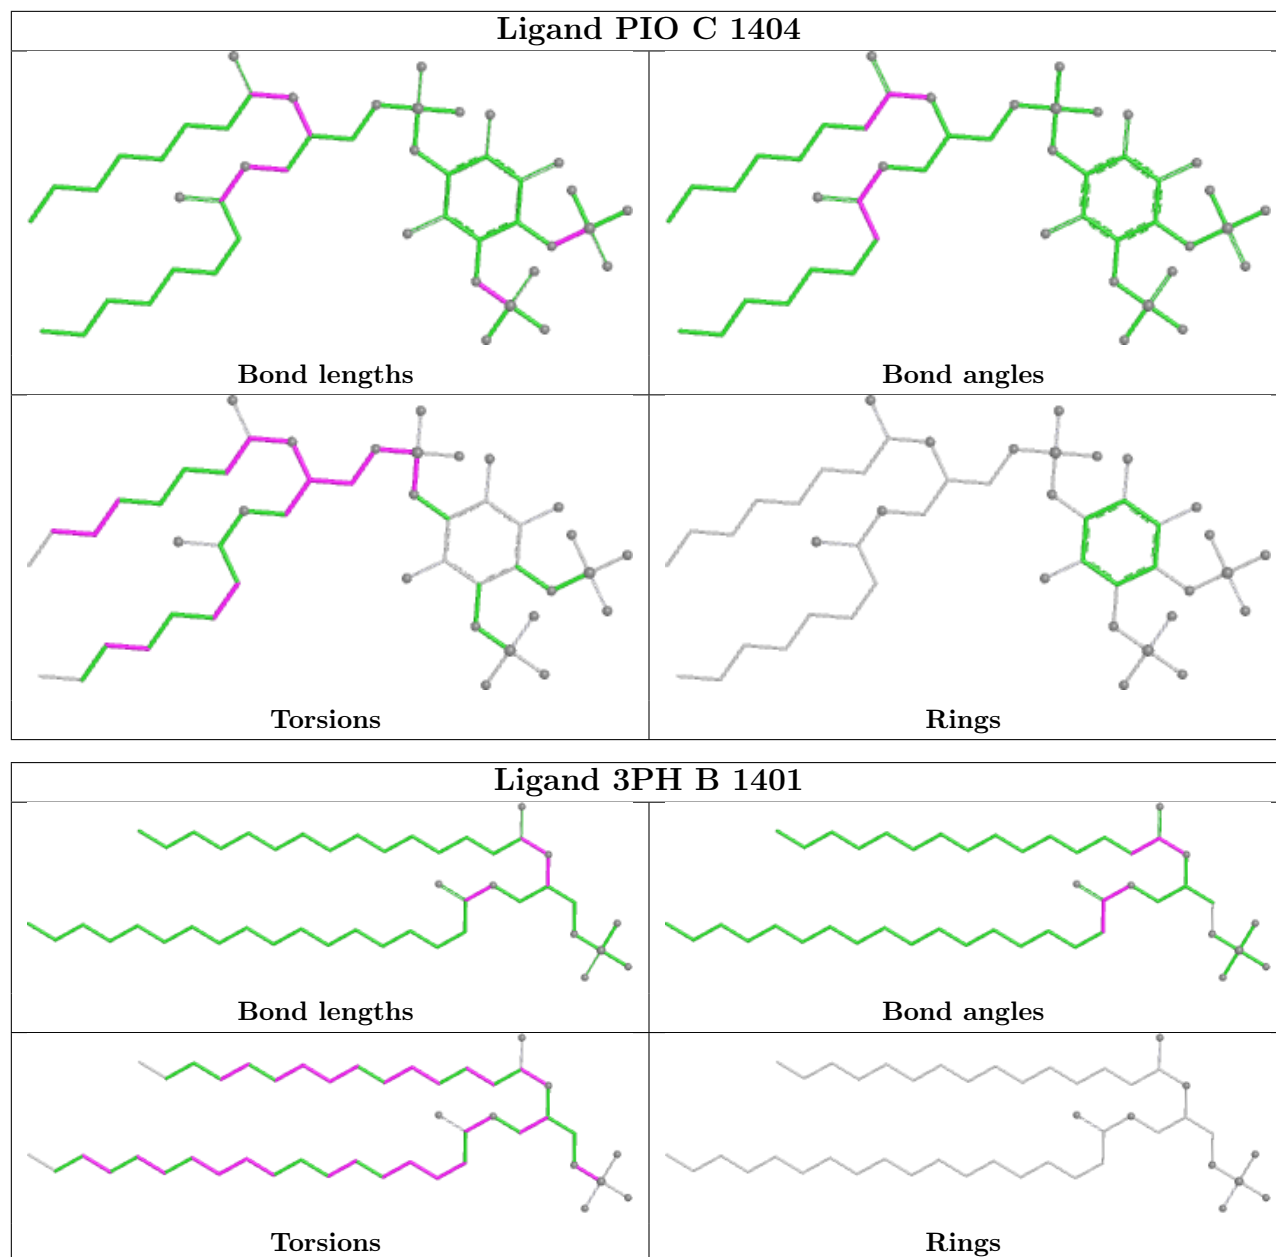 Ligand PIO C 1404
Bond lengths
Bond angles
Torsions
Rings
Ligand 3PH B 1401
Bond lengths
Bond angles
Torsions
Rings